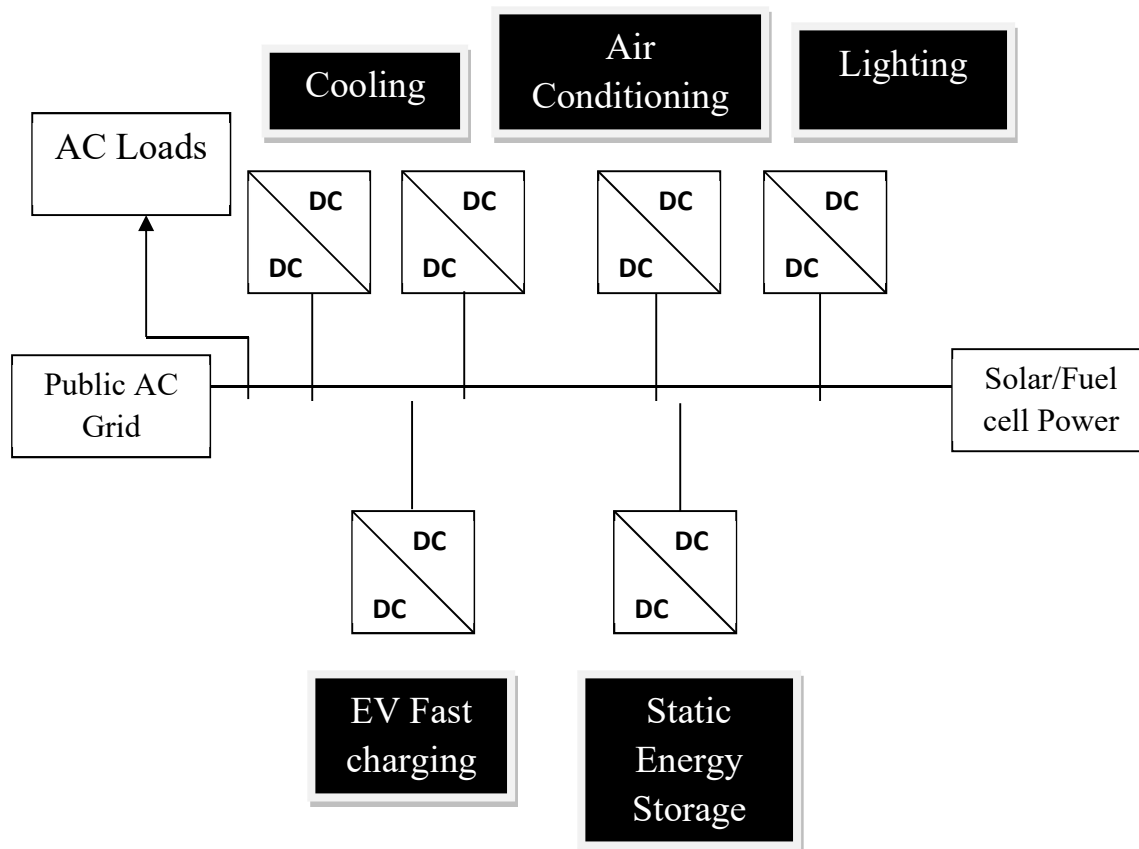 Cooling
Air
Conditioning
Lighting
AC Loads
DC
DC
DC
DC
DC
DC
DC
DC
Public AC
Grid
Solar/Fuel
cell Power
DC
DC
DC
DC
EV Fast
charging
Static
Energy
Storage